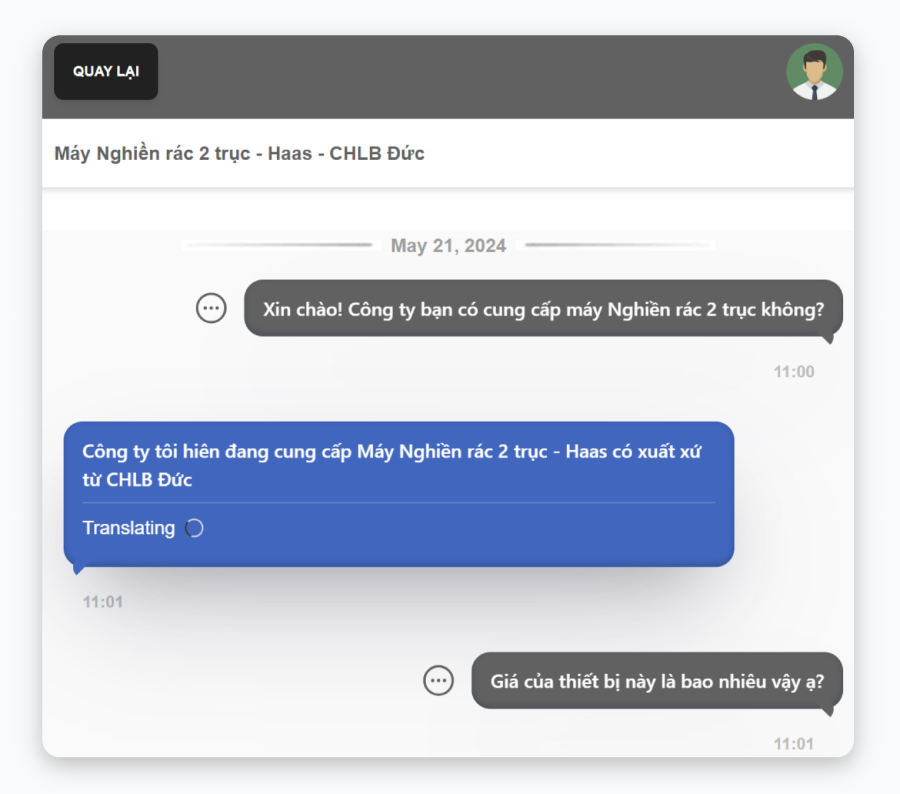 QUAY LẠI
Máy Nghiền rác 2 trục - Haas - CHLB Đức
May 21, 2024
Xin chào! Công ty bạn có cung cấp máy Nghiền rác 2 trục không?
11:00
Công ty tôi hiên đang cung cấp Máy Nghiền rác 2 trục - Haas có xuất xứ
từ CHLB Đức
Translating
11:01
Giá của thiết bị này là bao nhiêu vậy ạ?
11:01